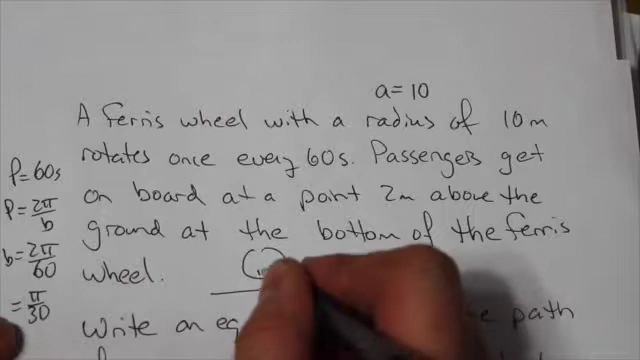 a = 10
A ferris wheel with a radius of 10m
rotates once every 60s. Passengers get
on board at a point 2m above the
ground at the bottom of the ferris
wheel.
Write an eq
path
P = 60s
P = 2π/b
b = 2π/60
= π/30